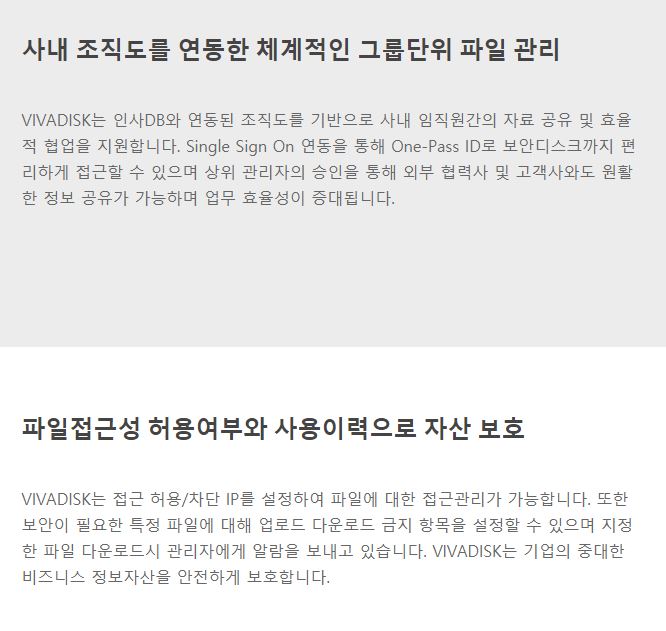 사내 조직도를 연동한 체계적인 그룹단위 파일 관리
VIVADISK는 인사DB와 연동된 조직도를 기반으로 사내 임직원간의 자료 공유 및 효율
적 협업을 지원합니다. Single Sign On 연동을 통해 One-Pass ID로 보안디스크까지 편
리하게 접근할 수 있으며 상위 관리자의 승인을 통해 외부 협력사 및 고객사와도 원활
한 정보 공유가 가능하며 업무 효율성이 증대됩니다.
파일접근성 허용여부와 사용이력으로 자산 보호
VIVADISK는 접근 허용/차단 IP를 설정하여 파일에 대한 접근관리가 가능합니다. 또한
보안이 필요한 특정 파일에 대해 업로드 다운로드 금지 항목을 설정할 수 있으며 지정
한 파일 다운로드시 관리자에게 알람을 보내고 있습니다. VIVADISK는 기업의 중대한
비즈니스 정보자산을 안전하게 보호합니다.